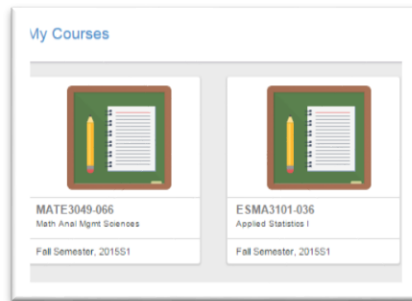 My Courses
MATE3049-066
Math Anal Mgmt Sciences
Fall Semester, 2015S1
ESMA3101-036
Applied Statistics I
Fall Semester, 2015S1